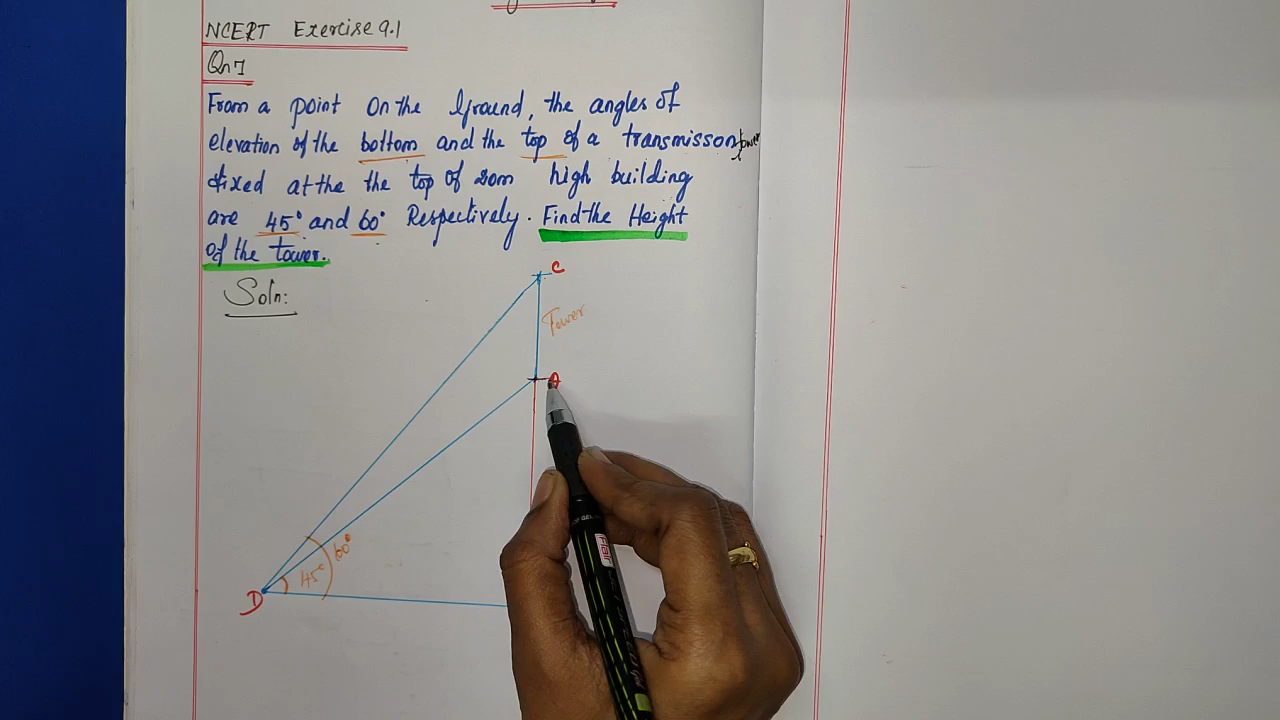 NCERT Exercise 9.1
Qn 7
From a point on the Ground, the angles of
elevation of the bottom and the top of a transmisson tower
fixed at the the top of 20m high building
are 45° and 60° Respectively. Find the Height
of the tower.
Soln:
C
Tower
A
60°
45°
D
Flair